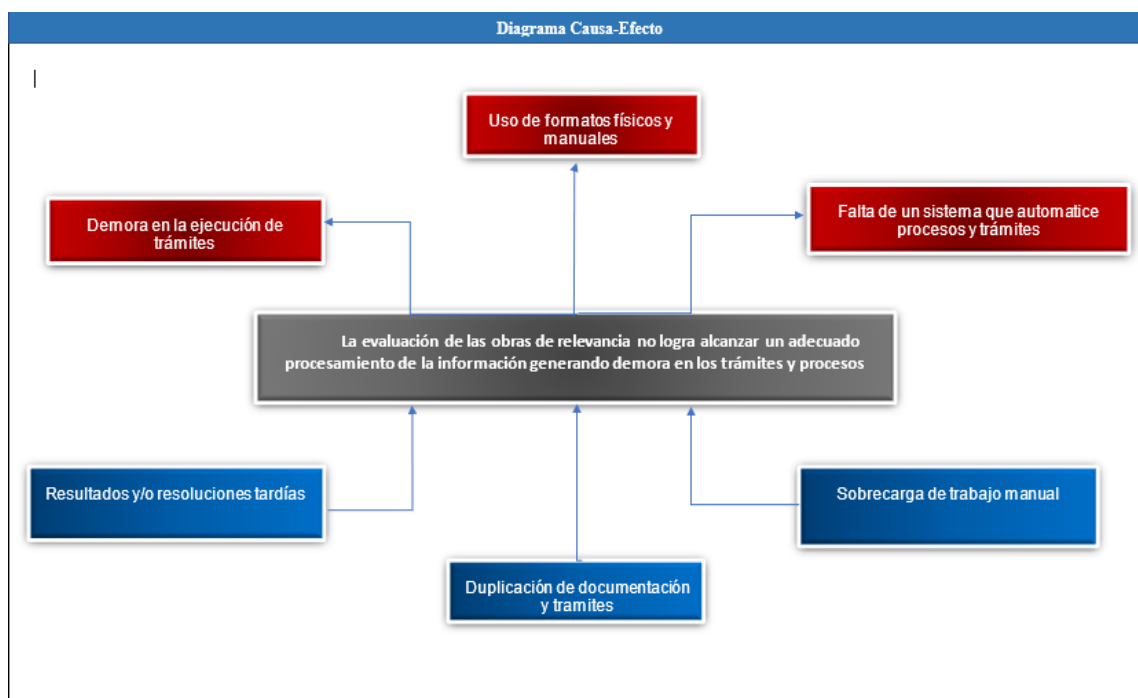 Diagrama Causa-Efecto
Uso de formatos físicos y
manuales
Demora en la ejecución de
trámites
Falta de un sistema que automatice
procesos y trámites
La evaluación de las obras de relevancia no logra alcanzar un adecuado
procesamiento de la información generando demora en los trámites y procesos
Resultados y/o resoluciones tardías
Sobrecarga de trabajo manual
Duplicación de documentación
y tramites